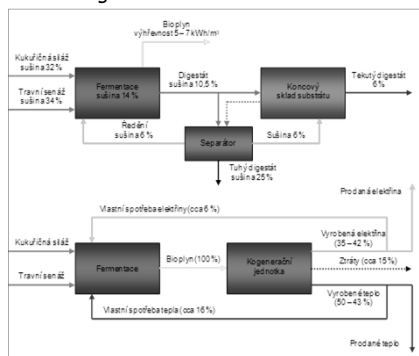 Bioplyn
výhřevnost 5–7 kWh/m³
Kukuřičná siláž
sušina 32%
Travní senáž
sušina 34%
Fermentace
sušina 14 %
Digestát
sušina 10,5 %
Koncový
sklad substrátu
Tekutý digestát
6%
Ředění
sušina 6 %
Separátor
Sušina 6%
Tuhý digestát
sušina 25%
Prodaná elektřina
Vlastní spotřeba elektřiny (cca 6 %)
Vyrobená elektřina
(35–42 %)
Kukuřičná siláž
Travní senáž
Fermentace
Bioplyn (100%)
Kogenerační
jednotka
Ztráty (cca 15%)
Vyrobené teplo
(50–43 %)
Vlastní spotřeba tepla (cca 16 %)
Prodané teplo